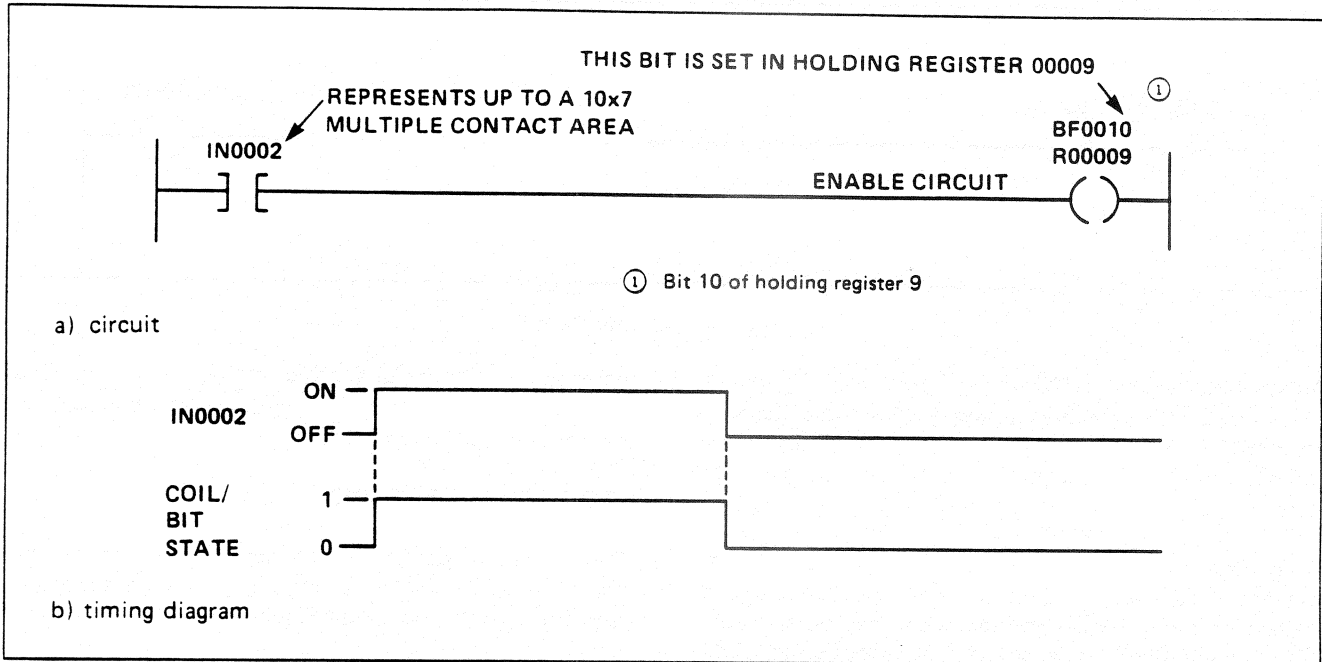 THIS BIT IS SET IN HOLDING REGISTER 00009
①
REPRESENTS UP TO A 10x7
MULTIPLE CONTACT AREA
IN0002
BF0010
R00009
ENABLE CIRCUIT
① Bit 10 of holding register 9
a) circuit
IN0002
ON
OFF
COIL/
BIT
STATE
1
0
b) timing diagram